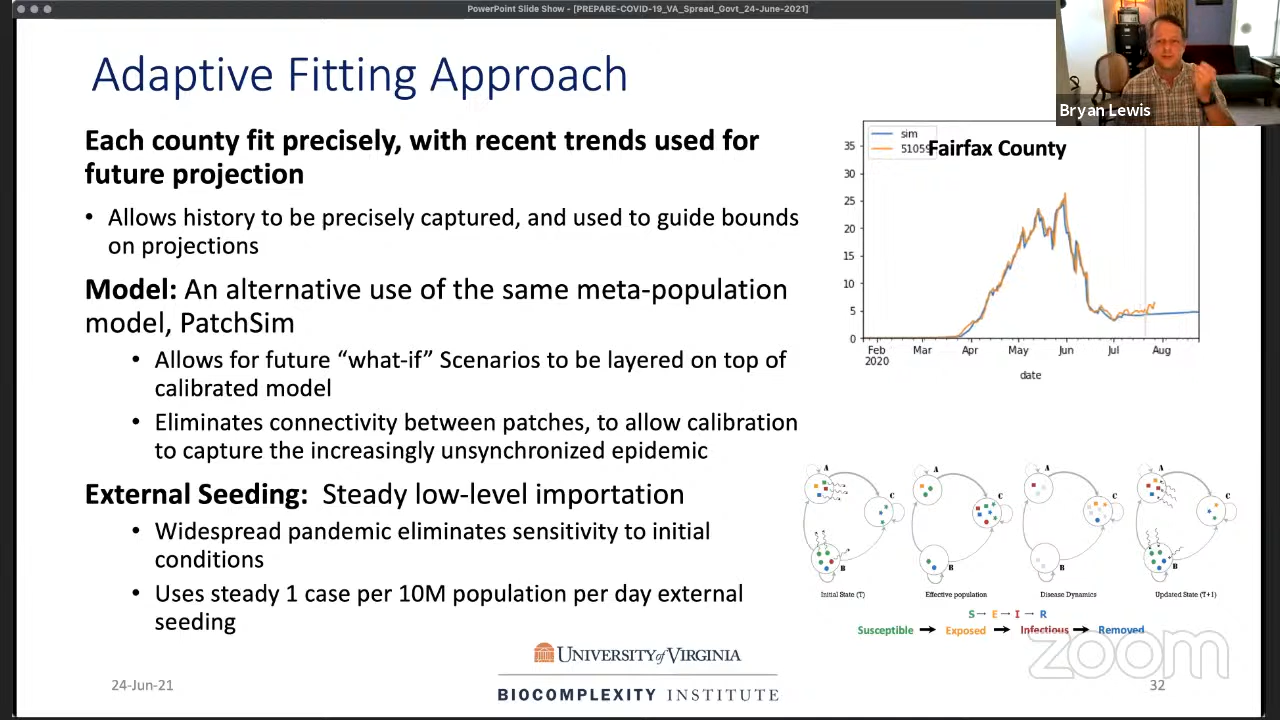 PowerPoint Slide Show - [PREPARE-COVID-19_VA_Spread_Govt_24-June-2021]
Bryan Lewis
Adaptive Fitting Approach
Each county fit precisely, with recent trends used for
future projection
• Allows history to be precisely captured, and used to guide bounds
on projections
Model: An alternative use of the same meta-population
model, PatchSim
• Allows for future “what-if” Scenarios to be layered on top of
calibrated model
• Eliminates connectivity between patches, to allow calibration
to capture the increasingly unsynchronized epidemic
External Seeding: Steady low-level importation
• Widespread pandemic eliminates sensitivity to initial
conditions
• Uses steady 1 case per 10M population per day external
seeding
sim
51059
Fairfax County
35
30
25
20
15
10
5
0
Feb Mar Apr May Jun Jul Aug
2020
date
A C B
A C B
A C B
A C B
Initial State (T) Effective population Disease Dynamics Updated State (T+1)
S → E → I → R
Susceptible → Exposed → Infectious → Removed
zoom
UNIVERSITY of VIRGINIA
BIOCOMPLEXITY INSTITUTE
24-Jun-21
32